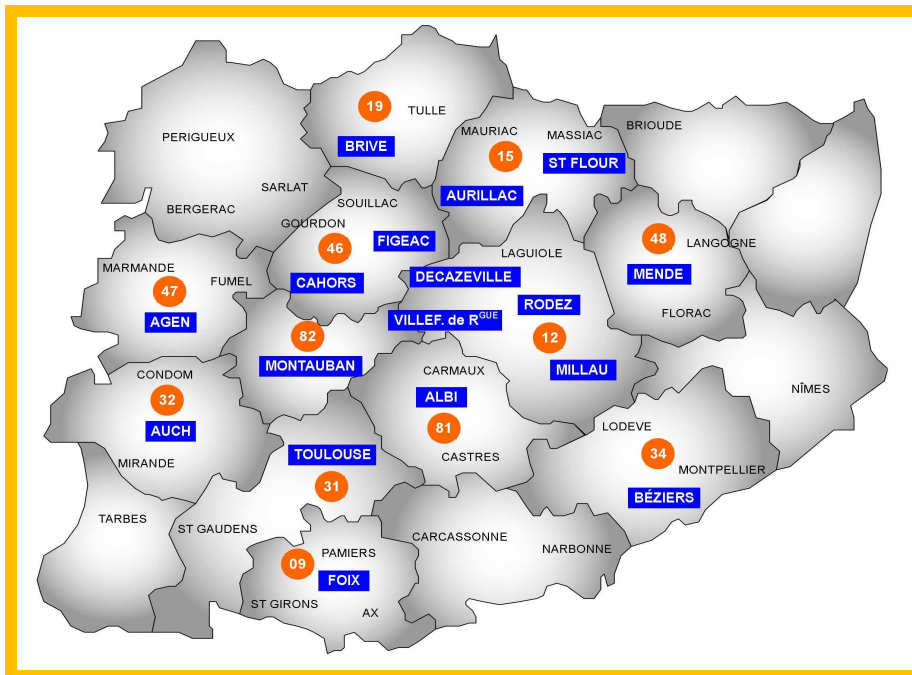 19
TULLE
BRIVE
PERIGUEUX
MAURIAC
MASSIAC
BRIOUDE
15
ST FLOUR
SARLAT
AURILLAC
BERGERAC
SOUILLAC
GOURDON
46
FIGEAC
CAHORS
LAGUIOLE
48
LANGOGNE
MENDE
FLORAC
MARMANDE
FUMEL
47
AGEN
DECAZEVILLE
RODEZ
VILLEF. de RGUE
12
MILLAU
82
MONTAUBAN
CONDOM
32
AUCH
MIRANDE
CARMAUX
ALBI
81
CASTRES
NÎMES
LODEVE
34
MONTPELLIER
BÉZIERS
TOULOUSE
31
TARBES
ST GAUDENS
CARCASSONNE
NARBONNE
09
PAMIERS
FOIX
ST GIRONS
AX